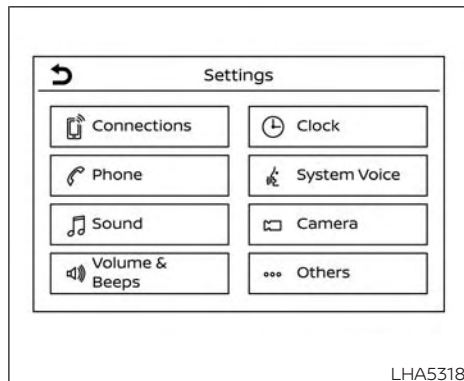 Settings
Connections
Clock
Phone
System Voice
Sound
Camera
Volume &
Beeps
Others
LHA5318